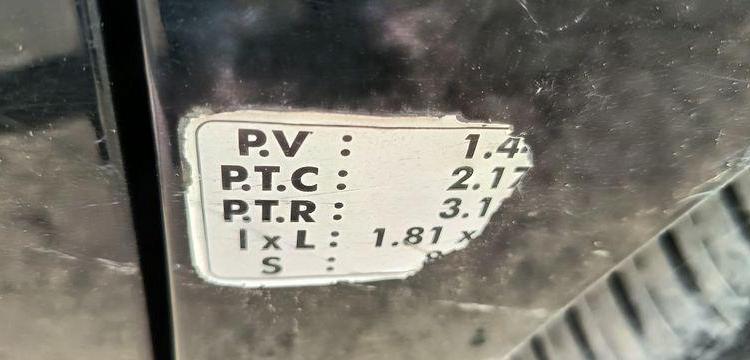 P.V : 1.4
P.T.C : 2.17
P.T.R : 3.1
l x L : 1.81 x
S :